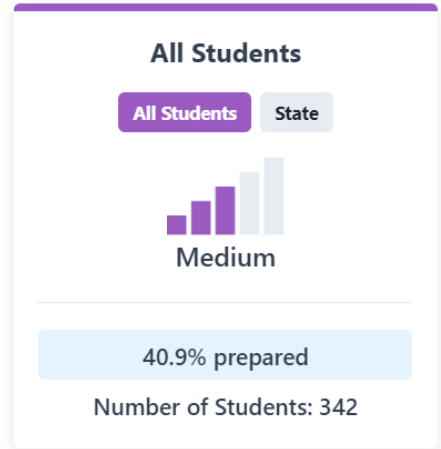 All Students
All Students State
Medium
40.9% prepared
Number of Students: 342